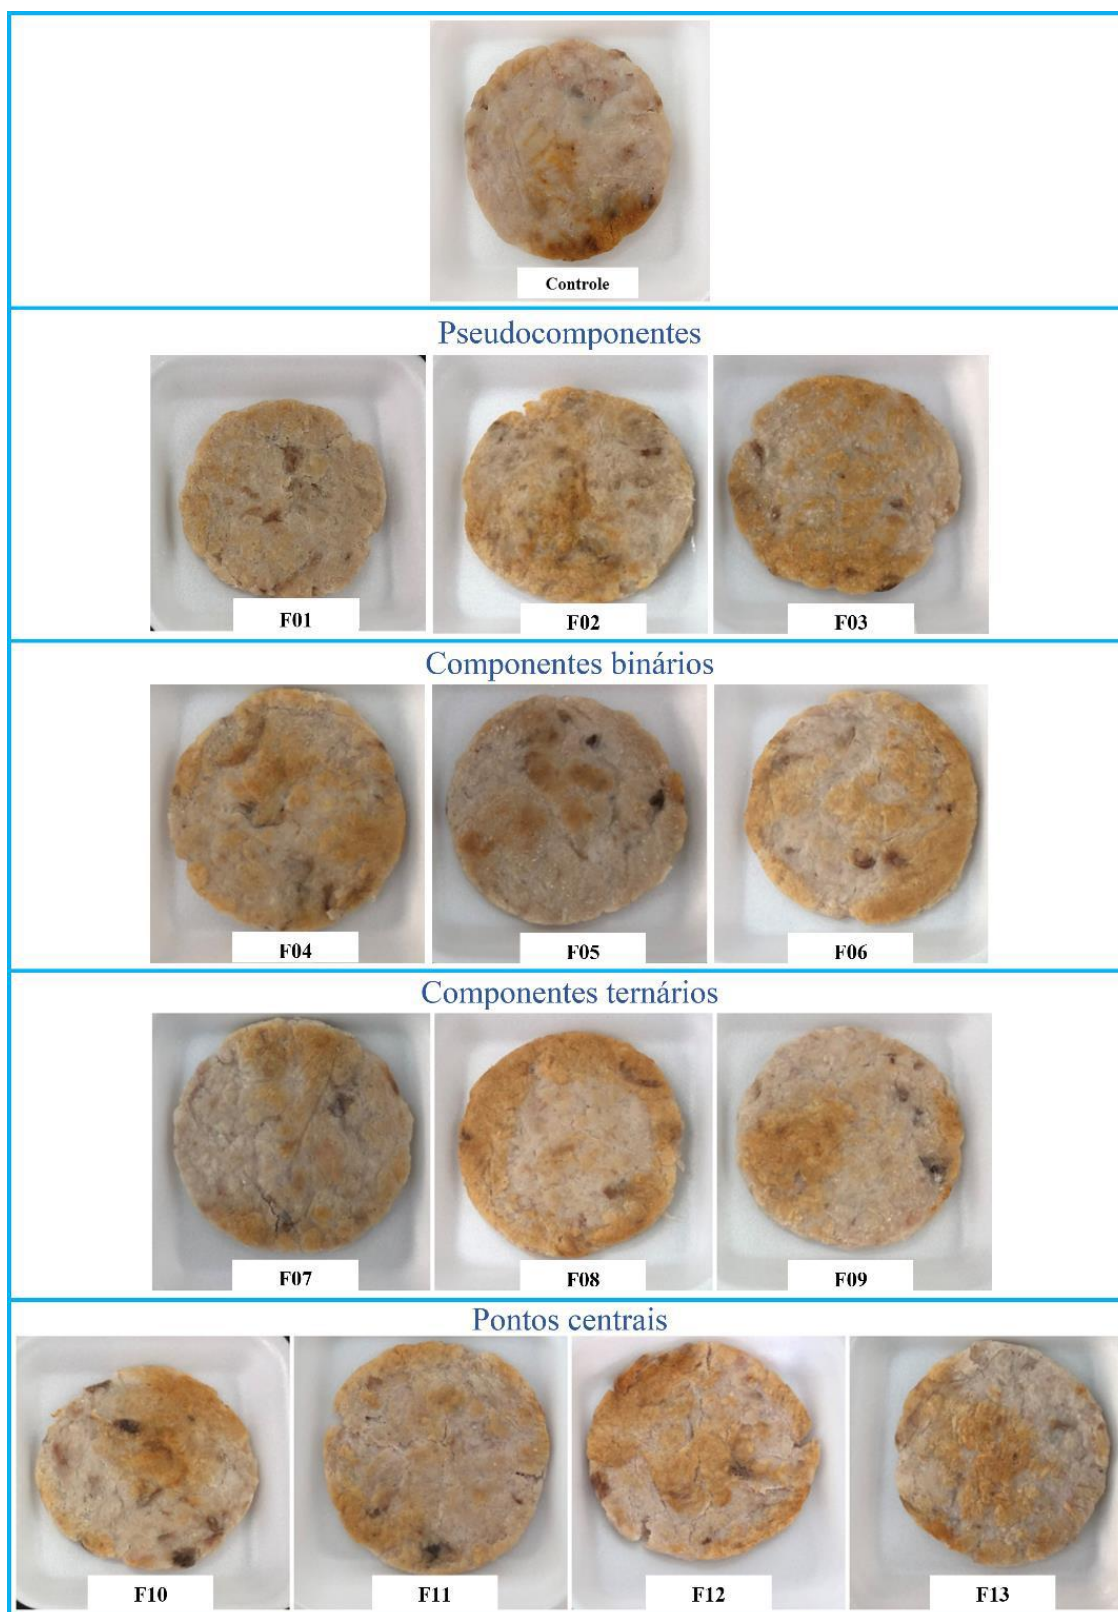 Controle
Pseudocomponentes
F01
F02
F03
Componentes binários
F04
F05
F06
Componentes ternários
F07
F08
F09
Pontos centrais
F10
F11
F12
F13